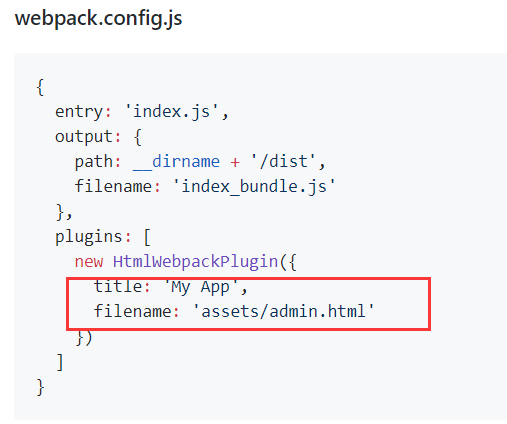 webpack.config.js
{
  entry: 'index.js',
  output: {
    path: __dirname + '/dist',
    filename: 'index_bundle.js'
  },
  plugins: [
    new HtmlWebpackPlugin({
      title: 'My App',
      filename: 'assets/admin.html'
    })
  ]
}